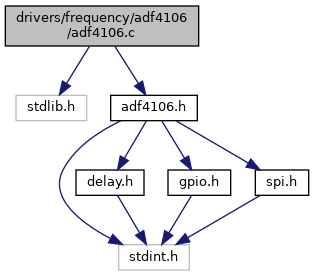 drivers/frequency/adf4106
/adf4106.c
stdlib.h
adf4106.h
delay.h
gpio.h
spi.h
stdint.h